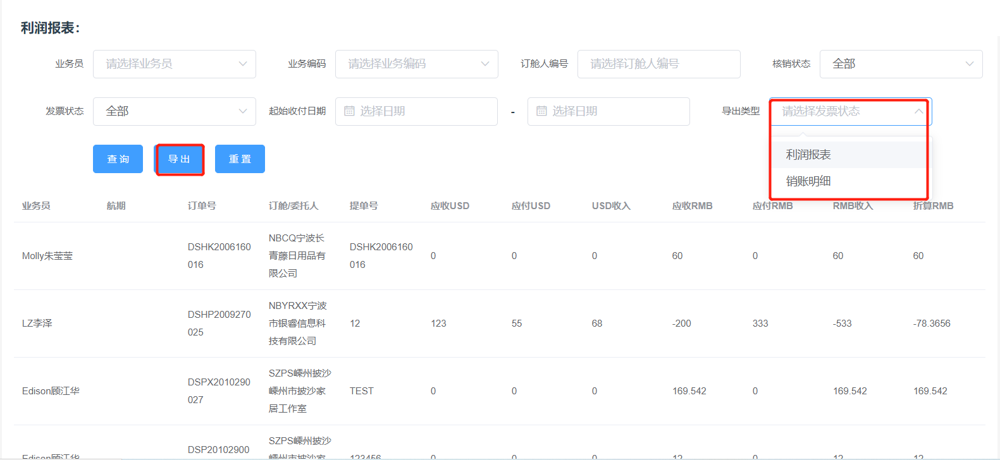 利润报表：
业务员 请选择业务员 业务编码 请选择业务编码 订舱人编号 请选择订舱人编号 核销状态 全部
发票状态 全部 起始收付日期 选择日期 - 选择日期 导出类型 请选择发票状态
利润报表
销账明细
查询 导出 重置
业务员 航期 订单号 订舱/委托人 提单号 应收USD 应付USD USD收入 应收RMB 应付RMB RMB收入 折算RMB
Molly朱莹莹 DSHK2006160016 NBCQ宁波长青藤日用品有限公司 DSHK2006160016 0 0 0 60 0 60 60
LZ李泽 DSHP2009270025 NBYRXX宁波市银睿信息科技有限公司 12 123 55 68 -200 333 -533 -78.3656
Edison顾江华 DSPX2010290027 SZPS嵊州披沙嵊州市披沙家居工作室 TEST 0 0 0 169.542 0 169.542 169.542
Edison顾江华 DSP20102900 SZPS嵊州披沙嵊州市披沙家 123456 0 0 0 12 0 12 12